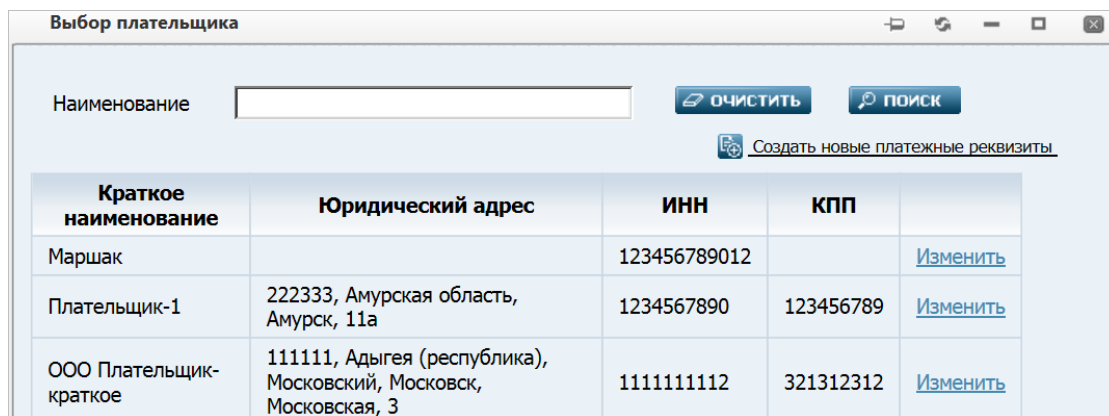 Выбор плательщика
Наименование
ОЧИСТИТЬ
ПОИСК
Создать новые платежные реквизиты
Краткое
наименование
Юридический адрес
ИНН
КПП
Маршак
123456789012
Изменить
Плательщик-1
222333, Амурская область,
Амурск, 11а
1234567890
123456789
Изменить
ООО Плательщик-
краткое
111111, Адыгея (республика),
Московский, Московск,
Московская, 3
1111111112
321312312
Изменить